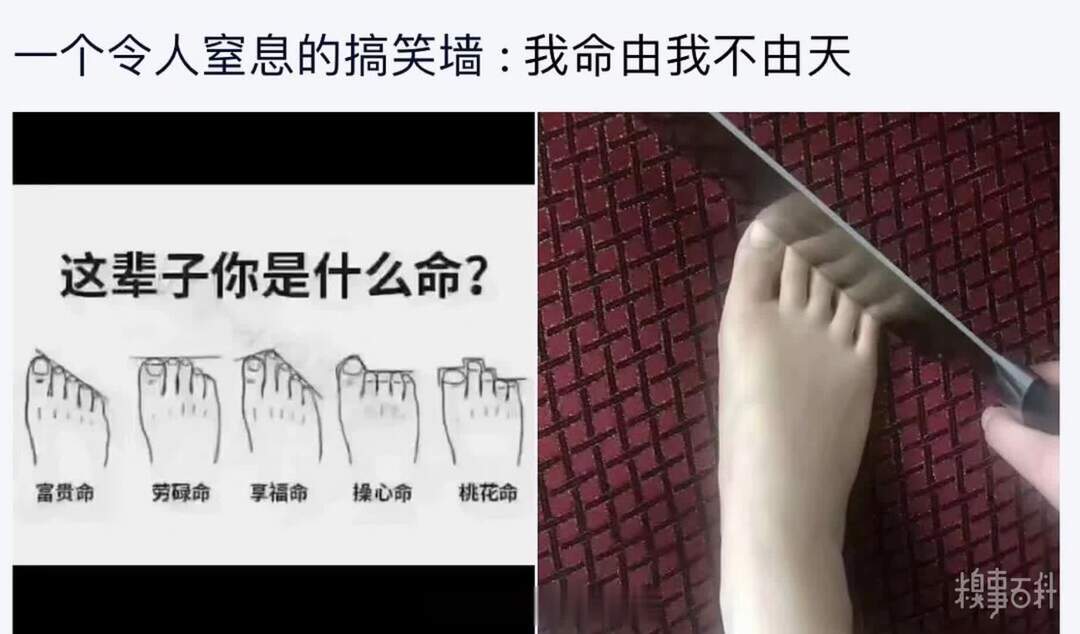 一个令人窒息的搞笑墙：我命由我不由天
这辈子你是什么命？
富贵命 劳碌命 享福命 操心命 桃花命
糗事百科